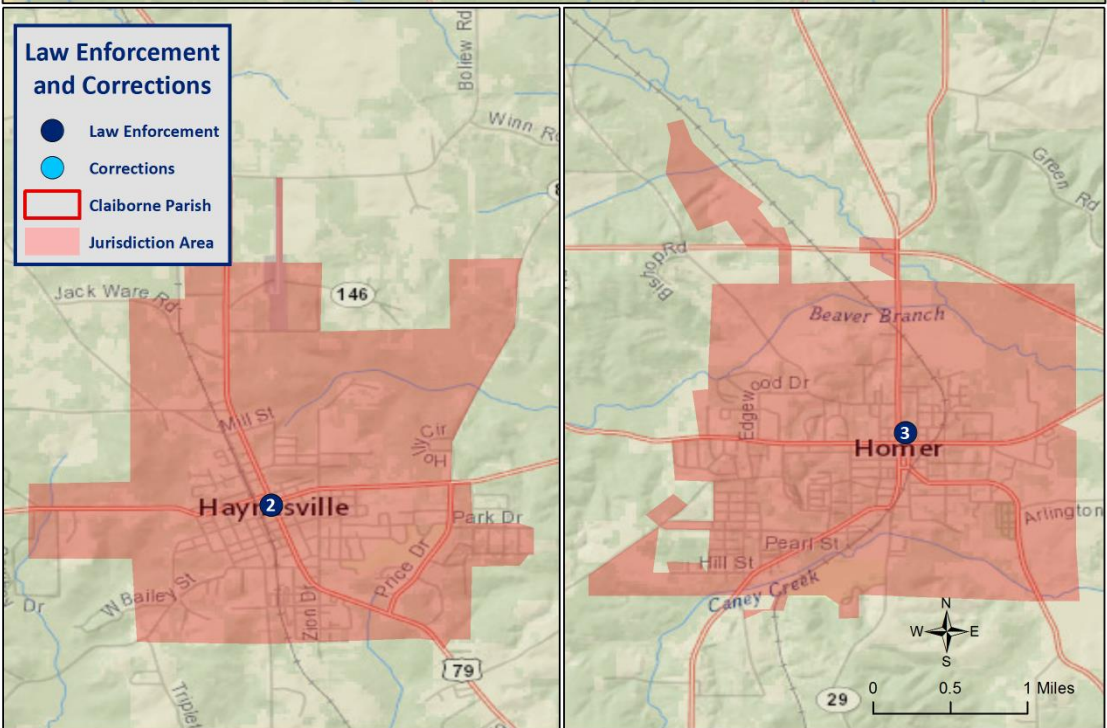 Law Enforcement
and Corrections
Law Enforcement
Corrections
Claiborne Parish
Jurisdiction Area
Boliew Rd
Winn Rd
Jack Ware Rd
146
Mill St
Holly Cir
2
Haynesville
Park Dr
Price Dr
W Bailey St
Dr
Zion Dr
79
Green Rd
Bishop Rd
Beaver Branch
Edgewood Dr
3
Homer
Arlington
Pearl St
Hill St
Caney Creek
N
W E
S
29
0 0.5 1 Miles